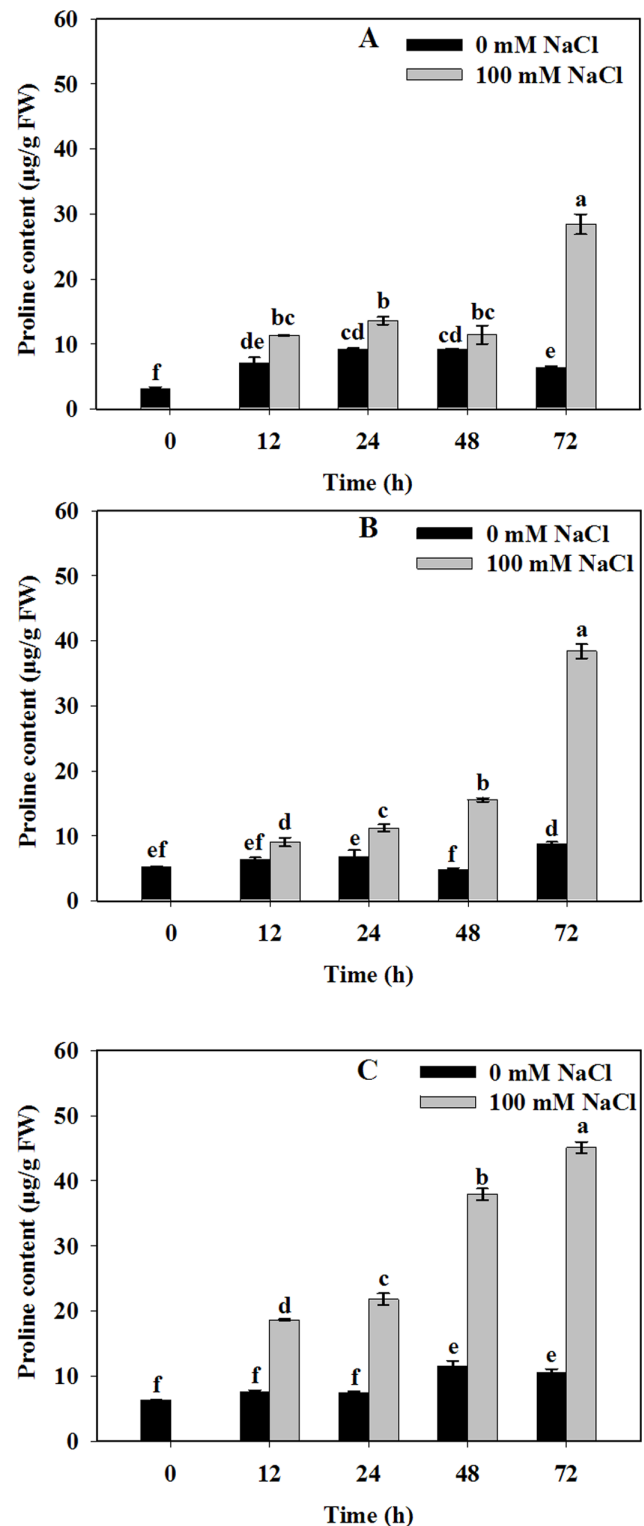 60
A
0 mM NaCl
100 mM NaCl
50
40
Proline content (µg/g FW)
30
a
20
b
bc
bc
cd
cd
10
de
e
f
0
0 12 24 48 72
Time (h)
60
B
0 mM NaCl
100 mM NaCl
50
a
40
Proline content (µg/g FW)
30
20
b
c
d
d
10
ef
ef
e
f
0
0 12 24 48 72
Time (h)
60
C
0 mM NaCl
100 mM NaCl
50
a
b
40
Proline content (µg/g FW)
30
c
d
20
e
e
10
f
f
f
0
0 12 24 48 72
Time (h)